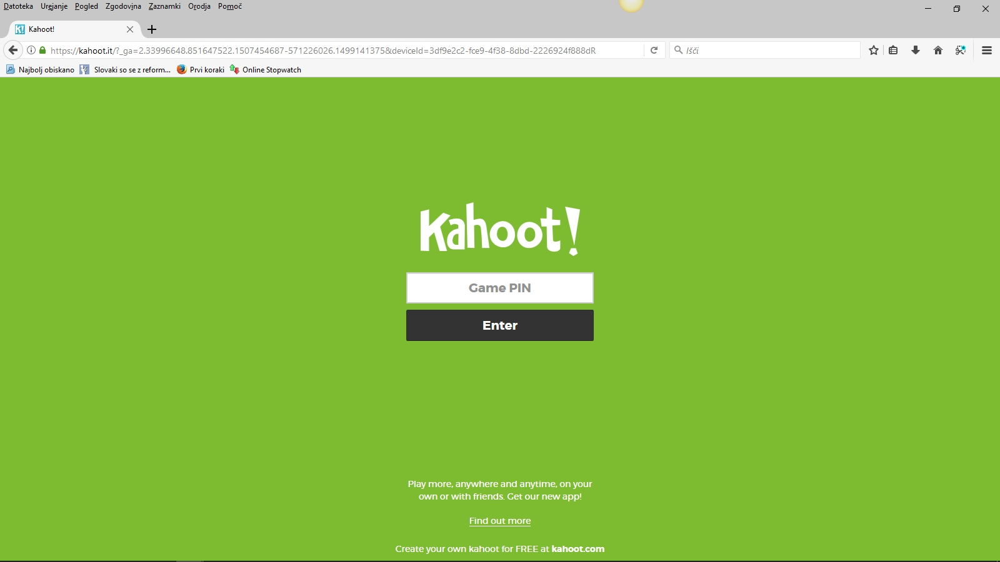 Datoteka Urejanje Pogled Zgodovina Zaznamki Orodja Pomoč
K! Kahoot!
https://kahoot.it/?_ga=2.33996648.851647522.1507454687-571226026.1499141375&deviceId=3df9e2c2-fce9-4f38-8dbd-2226924f888dR Išči
Najbolj obiskano Slovaki so se z reform... Prvi koraki Online Stopwatch
Kahoot!
Game PIN
Enter
Play more, anywhere and anytime, on your
own or with friends. Get our new app!
Find out more
Create your own kahoot for FREE at kahoot.com